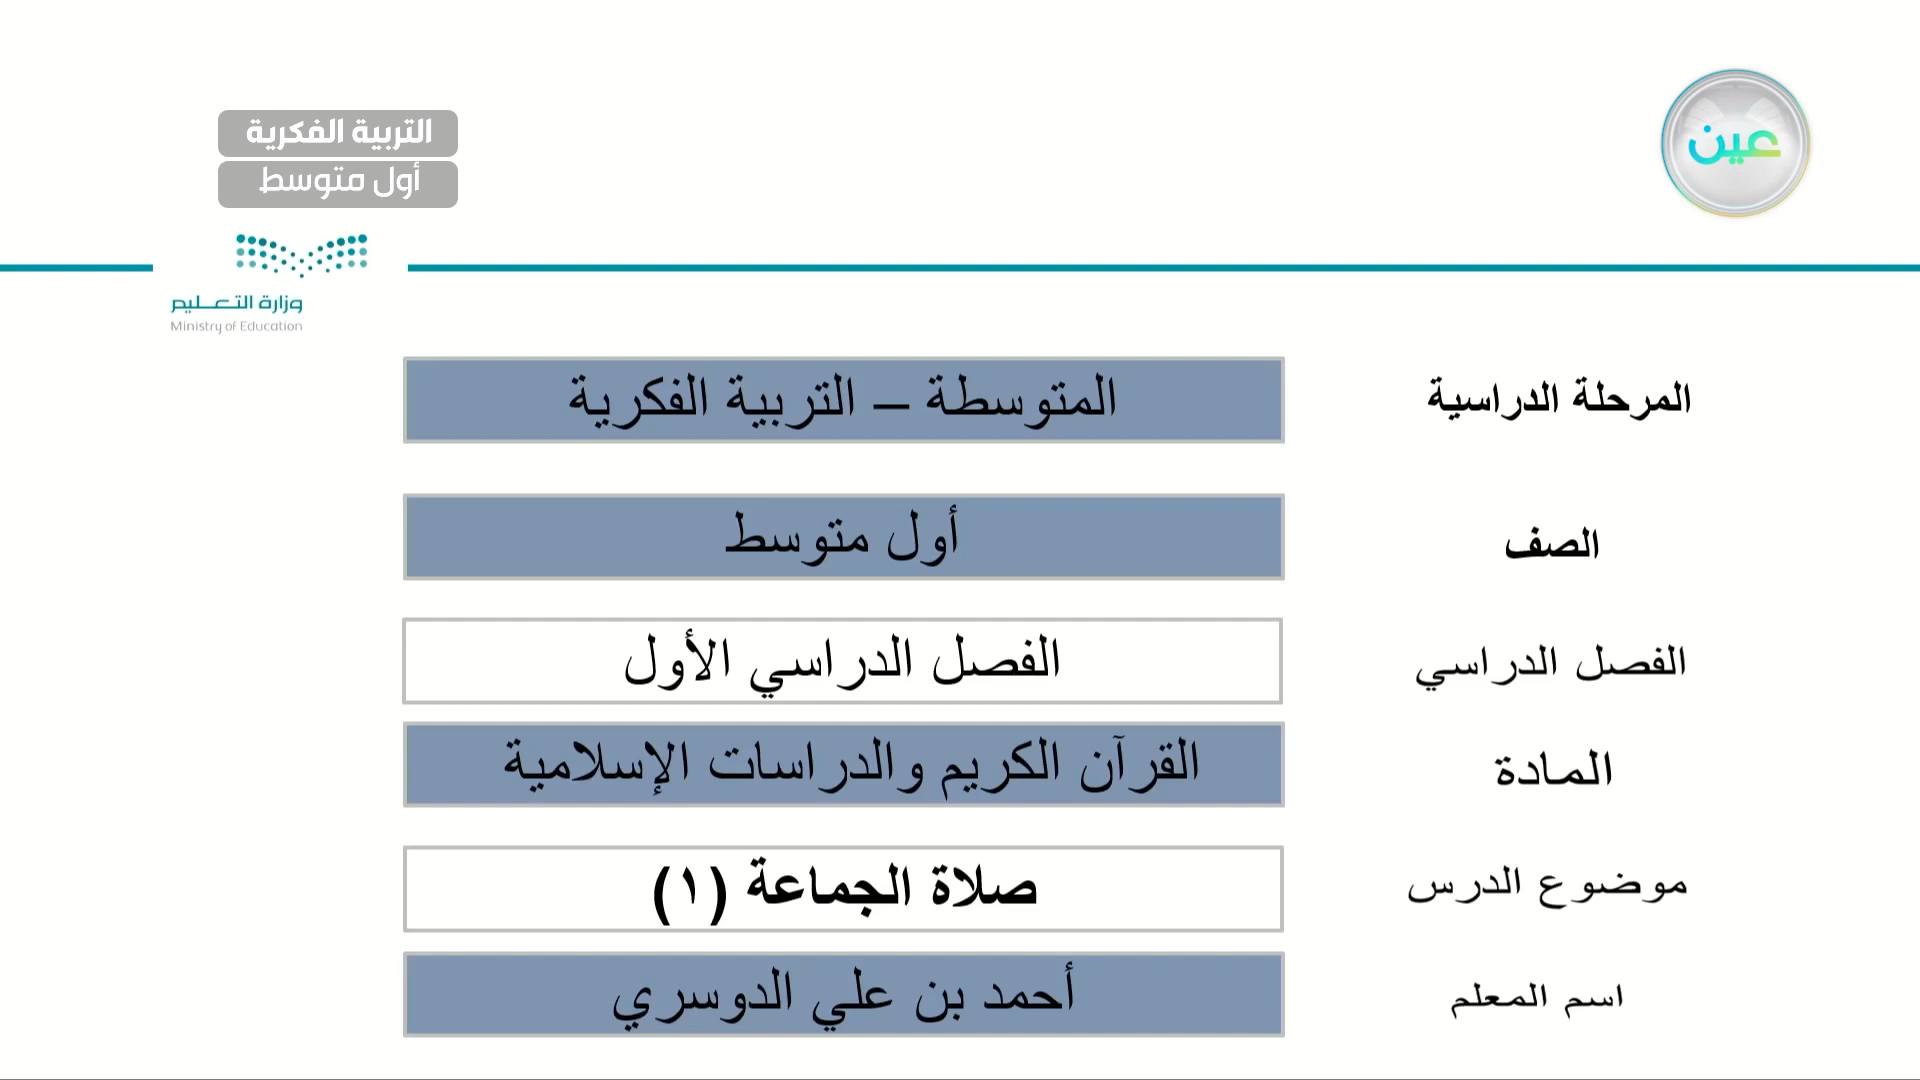 عين
التربية الفكرية
أول متوسط
وزارة التعليم
Ministry of Education
المرحلة الدراسية
المتوسطة – التربية الفكرية
الصف
أول متوسط
الفصل الدراسي
الفصل الدراسي الأول
المادة
القرآن الكريم والدراسات الإسلامية
موضوع الدرس
صلاة الجماعة (١)
اسم المعلم
أحمد بن علي الدوسري